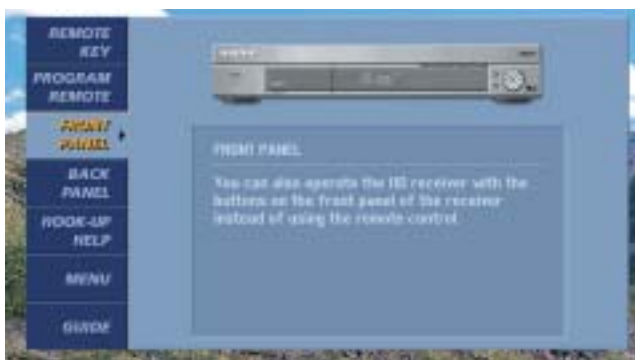 REMOTE
KEY
PROGRAM
REMOTE
FRONT
PANEL
BACK
PANEL
HOOK-UP
HELP
MENU
GUIDE
FRONT PANEL
You can also operate the HD receiver with the
buttons on the front panel of the receiver
instead of using the remote control.